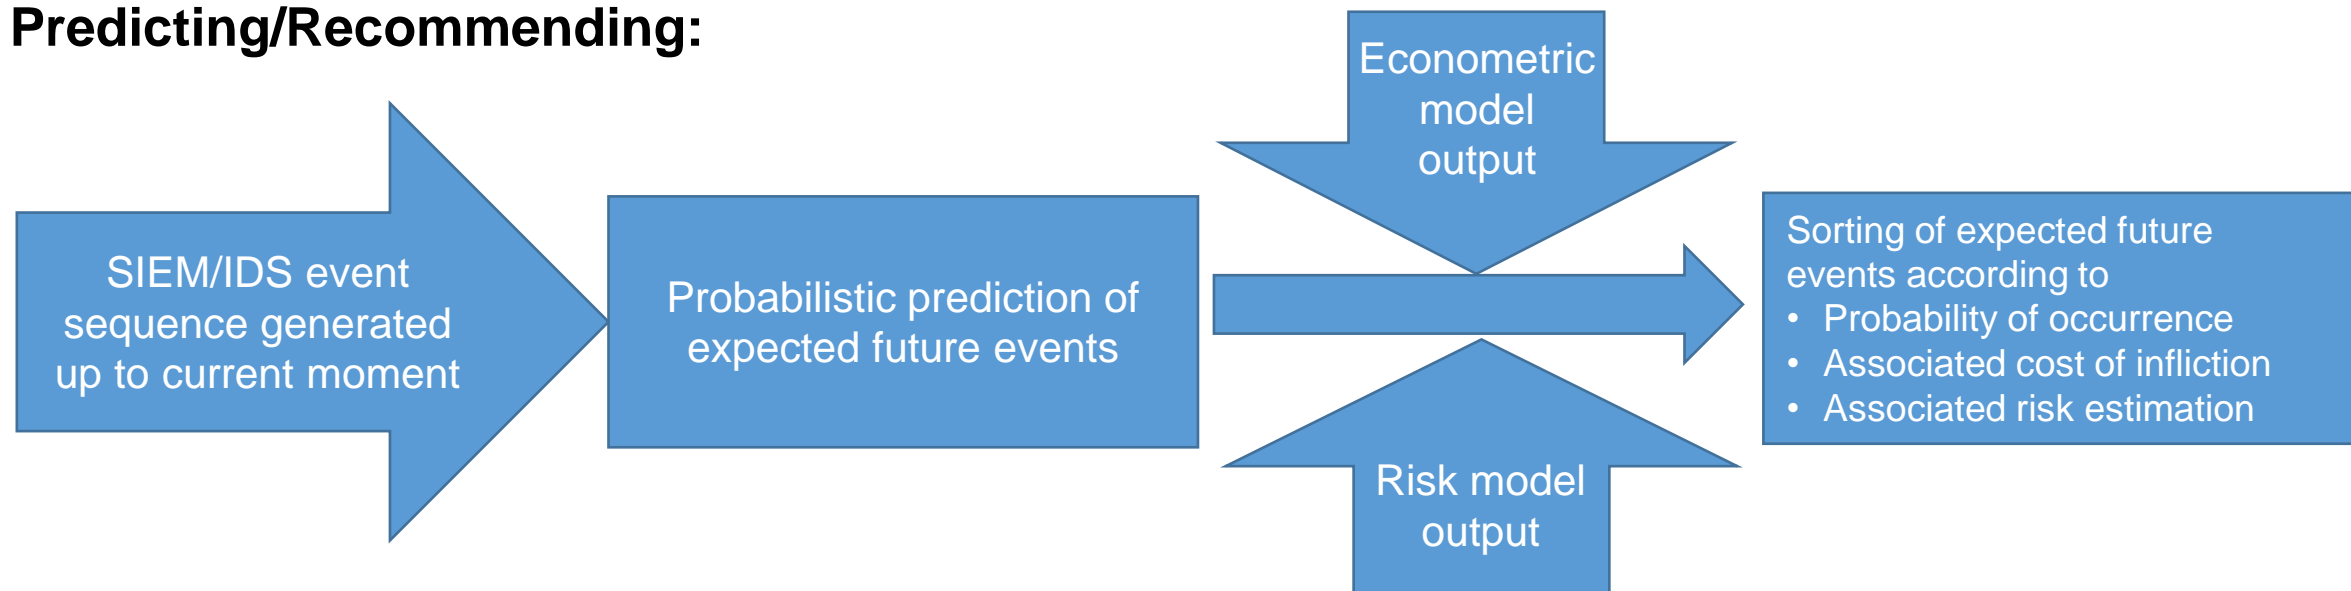 Predicting/Recommending:
SIEM/IDS event
sequence generated
up to current moment
Probabilistic prediction of
expected future events
Econometric
model
output
Risk model
output
Sorting of expected future
events according to
• Probability of occurrence
• Associated cost of infliction
• Associated risk estimation